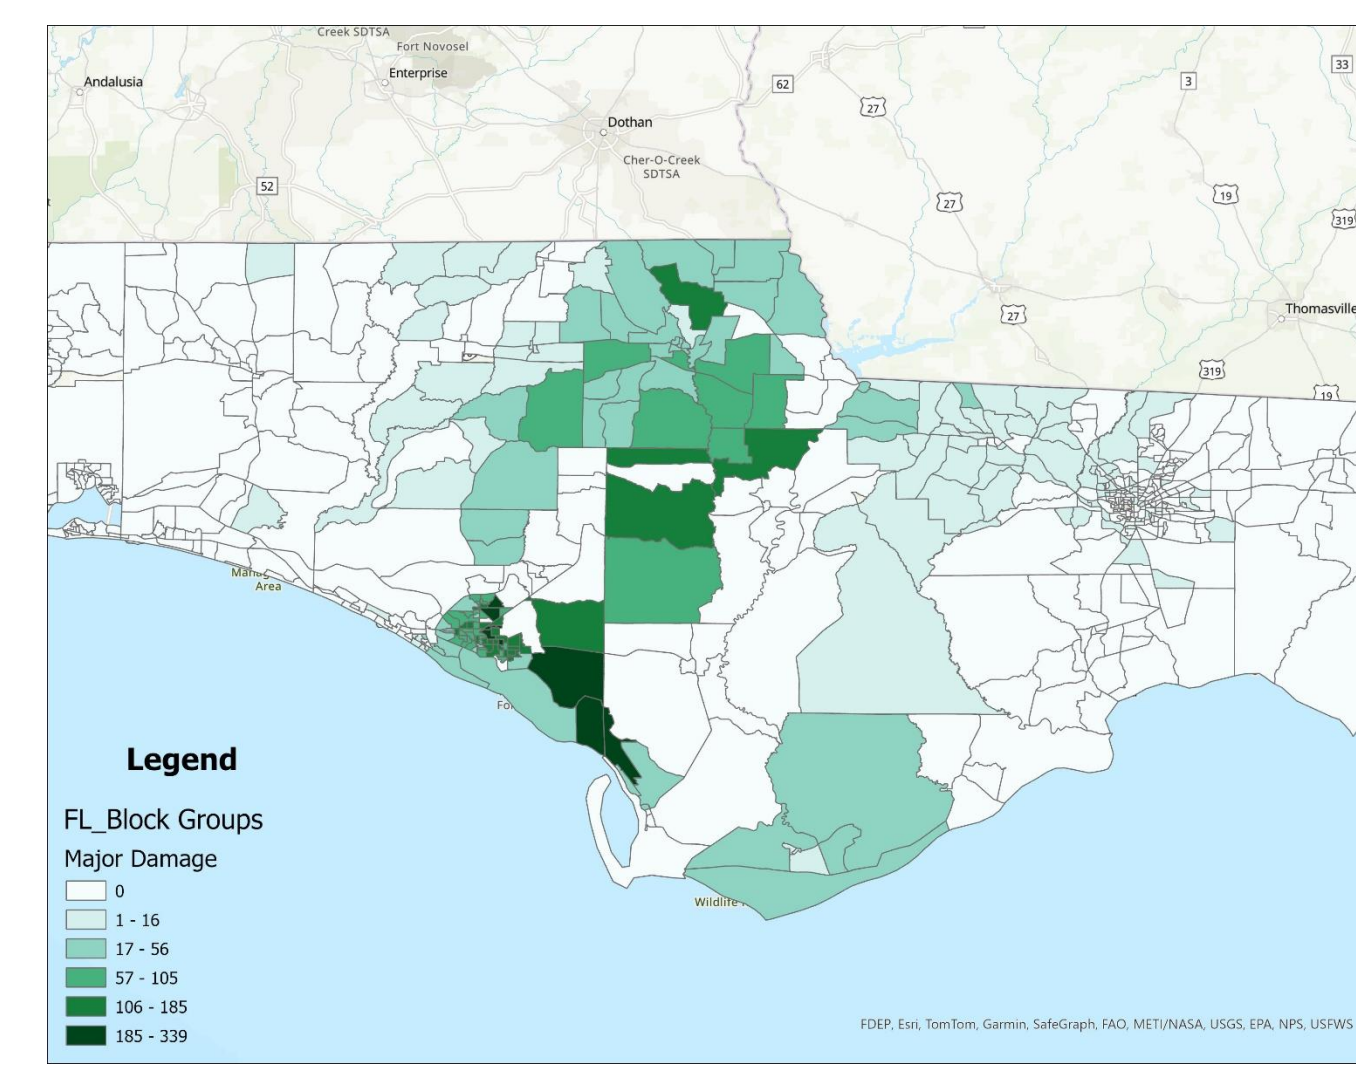 Creek SDTSA
Fort Novosel
Andalusia
Enterprise
62
3
33
27
Dothan
Cher-O-Creek
SDTSA
52
27
19
319
27
Thomasville
319
19
Area
Wildlife
Legend
FL_Block Groups
Major Damage
0
1 - 16
17 - 56
57 - 105
106 - 185
185 - 339
FDEP, Esri, TomTom, Garmin, SafeGraph, FAO, METI/NASA, USGS, EPA, NPS, USFWS